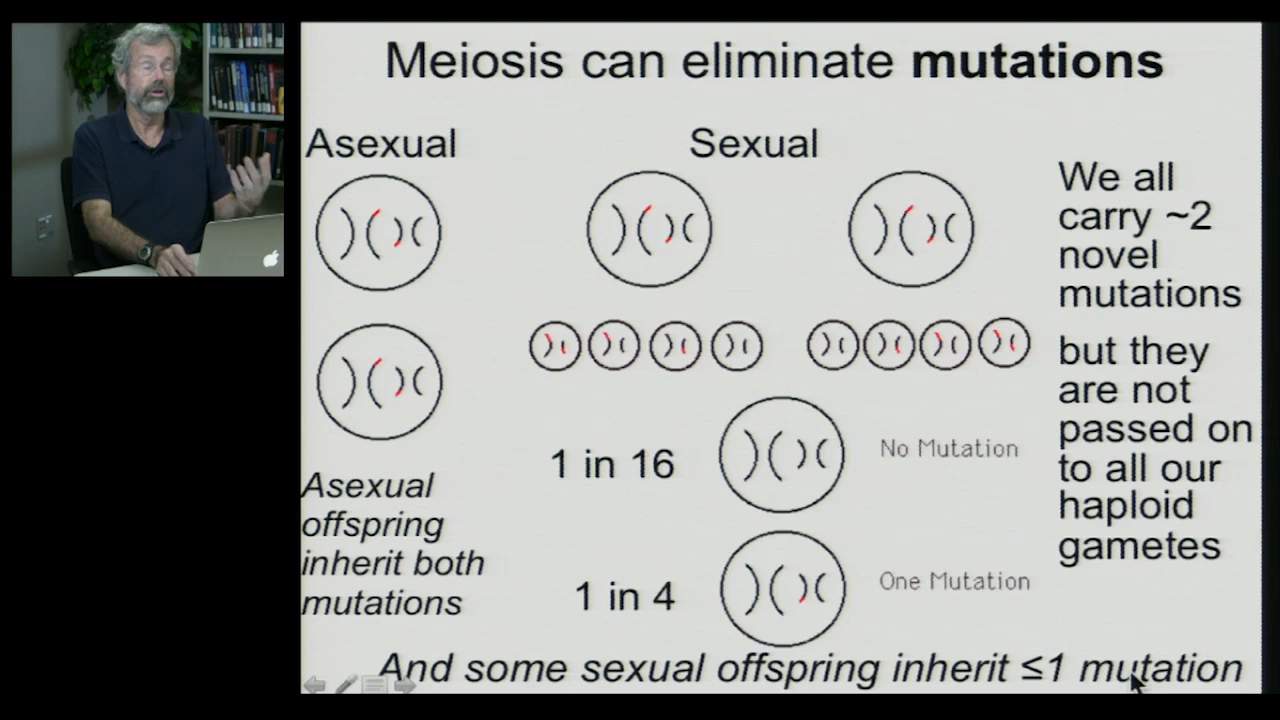 Meiosis can eliminate mutations
Asexual
Sexual
We all
carry ~2
novel
mutations
but they
are not
passed on
to all our
haploid
gametes
1 in 16
No Mutation
Asexual
offspring
inherit both
mutations
1 in 4
One Mutation
And some sexual offspring inherit ≤1 mutation